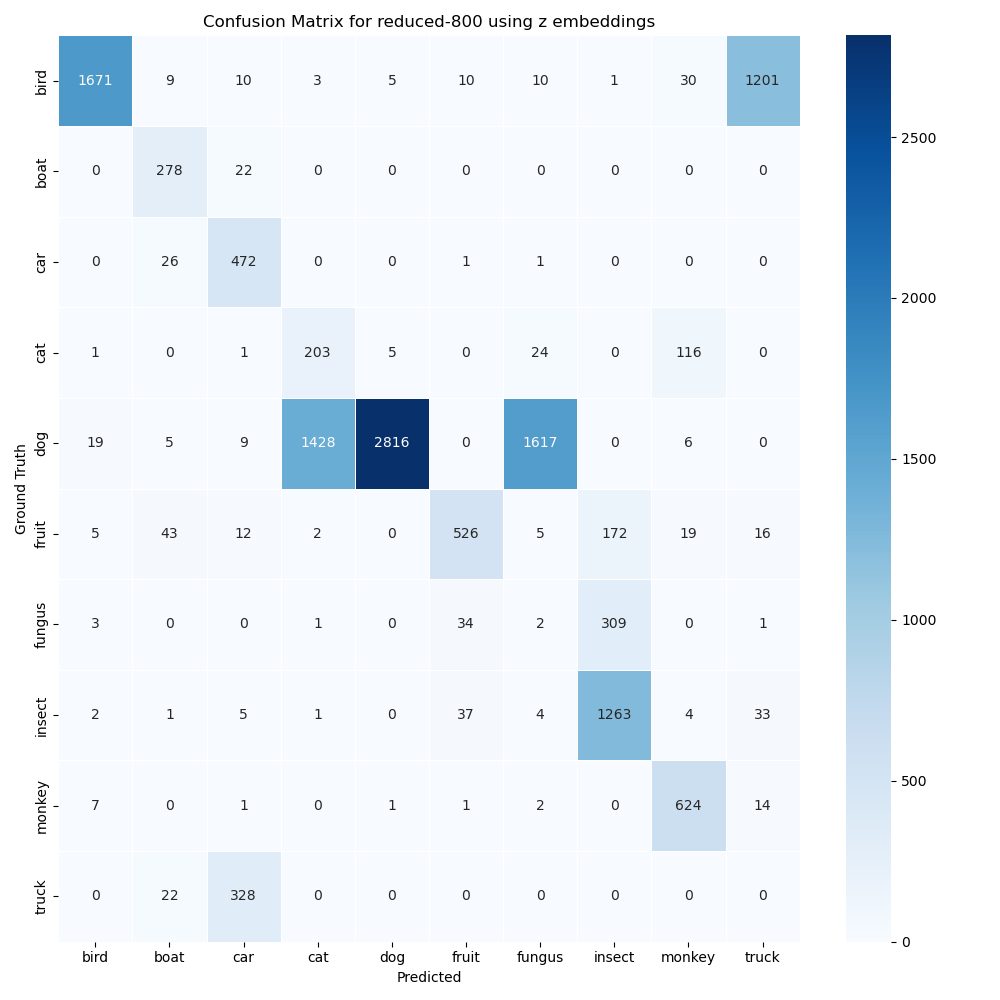 Confusion Matrix for reduced-800 using z embeddings
bird 1671 9 10 3 5 10 10 1 30 1201
boat 0 278 22 0 0 0 0 0 0 0
car 0 26 472 0 0 1 1 0 0 0
cat 1 0 1 203 5 0 24 0 116 0
dog 19 5 9 1428 2816 0 1617 0 6 0
fruit 5 43 12 2 0 526 5 172 19 16
fungus 3 0 0 1 0 34 2 309 0 1
insect 2 1 5 1 0 37 4 1263 4 33
monkey 7 0 1 0 1 1 2 0 624 14
truck 0 22 328 0 0 0 0 0 0 0
bird boat car cat dog fruit fungus insect monkey truck
Predicted
Ground Truth
2500
2000
1500
1000
500
0